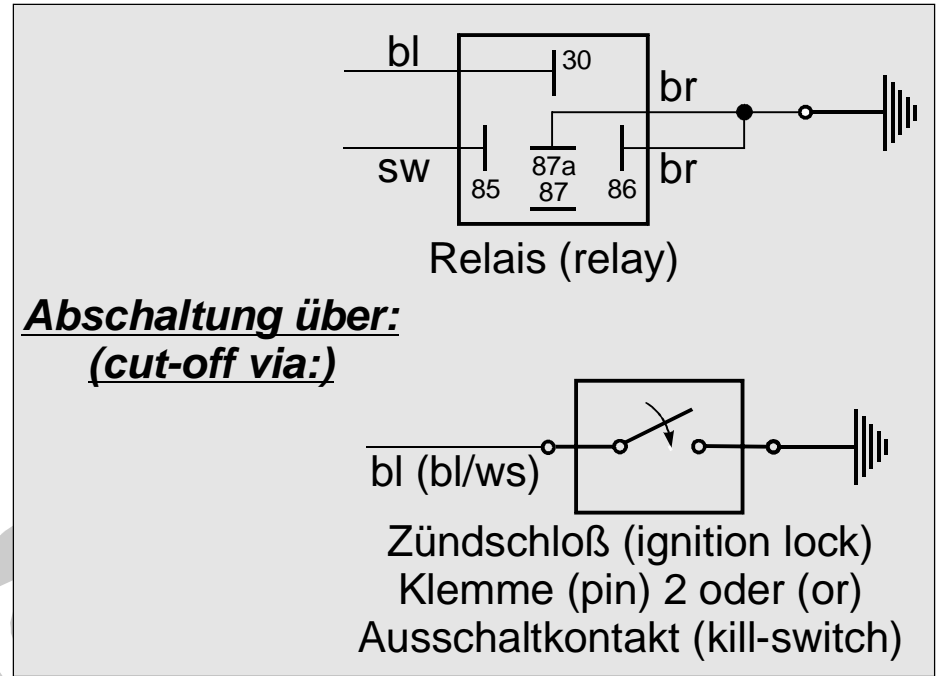 bl
30
br
sw
85
87a
87
86
br
Relais (relay)
Abschaltung über:
(cut-off via:)
bl (bl/ws)
Zündschloß (ignition lock)
Klemme (pin) 2 oder (or)
Ausschaltkontakt (kill-switch)